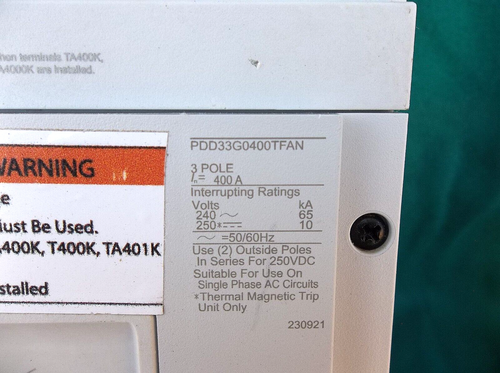 non terminals TA400K,
TA4000K are installed.
WARNING
e
Must Be Used.
400K, T400K, TA401K
stalled
PDD33G0400TFAN
3 POLE
In= 400 A
Interrupting Ratings
Volts kA
240 ~ 65
250*⎓ 10
~ =50/60Hz
Use (2) Outside Poles
In Series For 250VDC
Suitable For Use On
Single Phase AC Circuits
*Thermal Magnetic Trip
Unit Only
230921